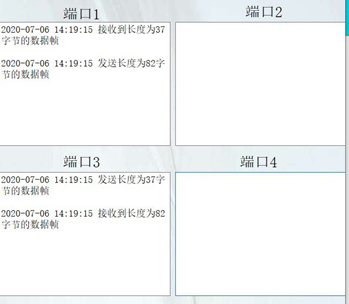 端口1
端口2
2020-07-06 14:19:15 接收到长度为37
字节的数据帧
2020-07-06 14:19:15 发送长度为82字
节的数据帧
端口3
端口4
2020-07-06 14:19:15 发送长度为37字
节的数据帧
2020-07-06 14:19:15 接收到长度为82
字节的数据帧